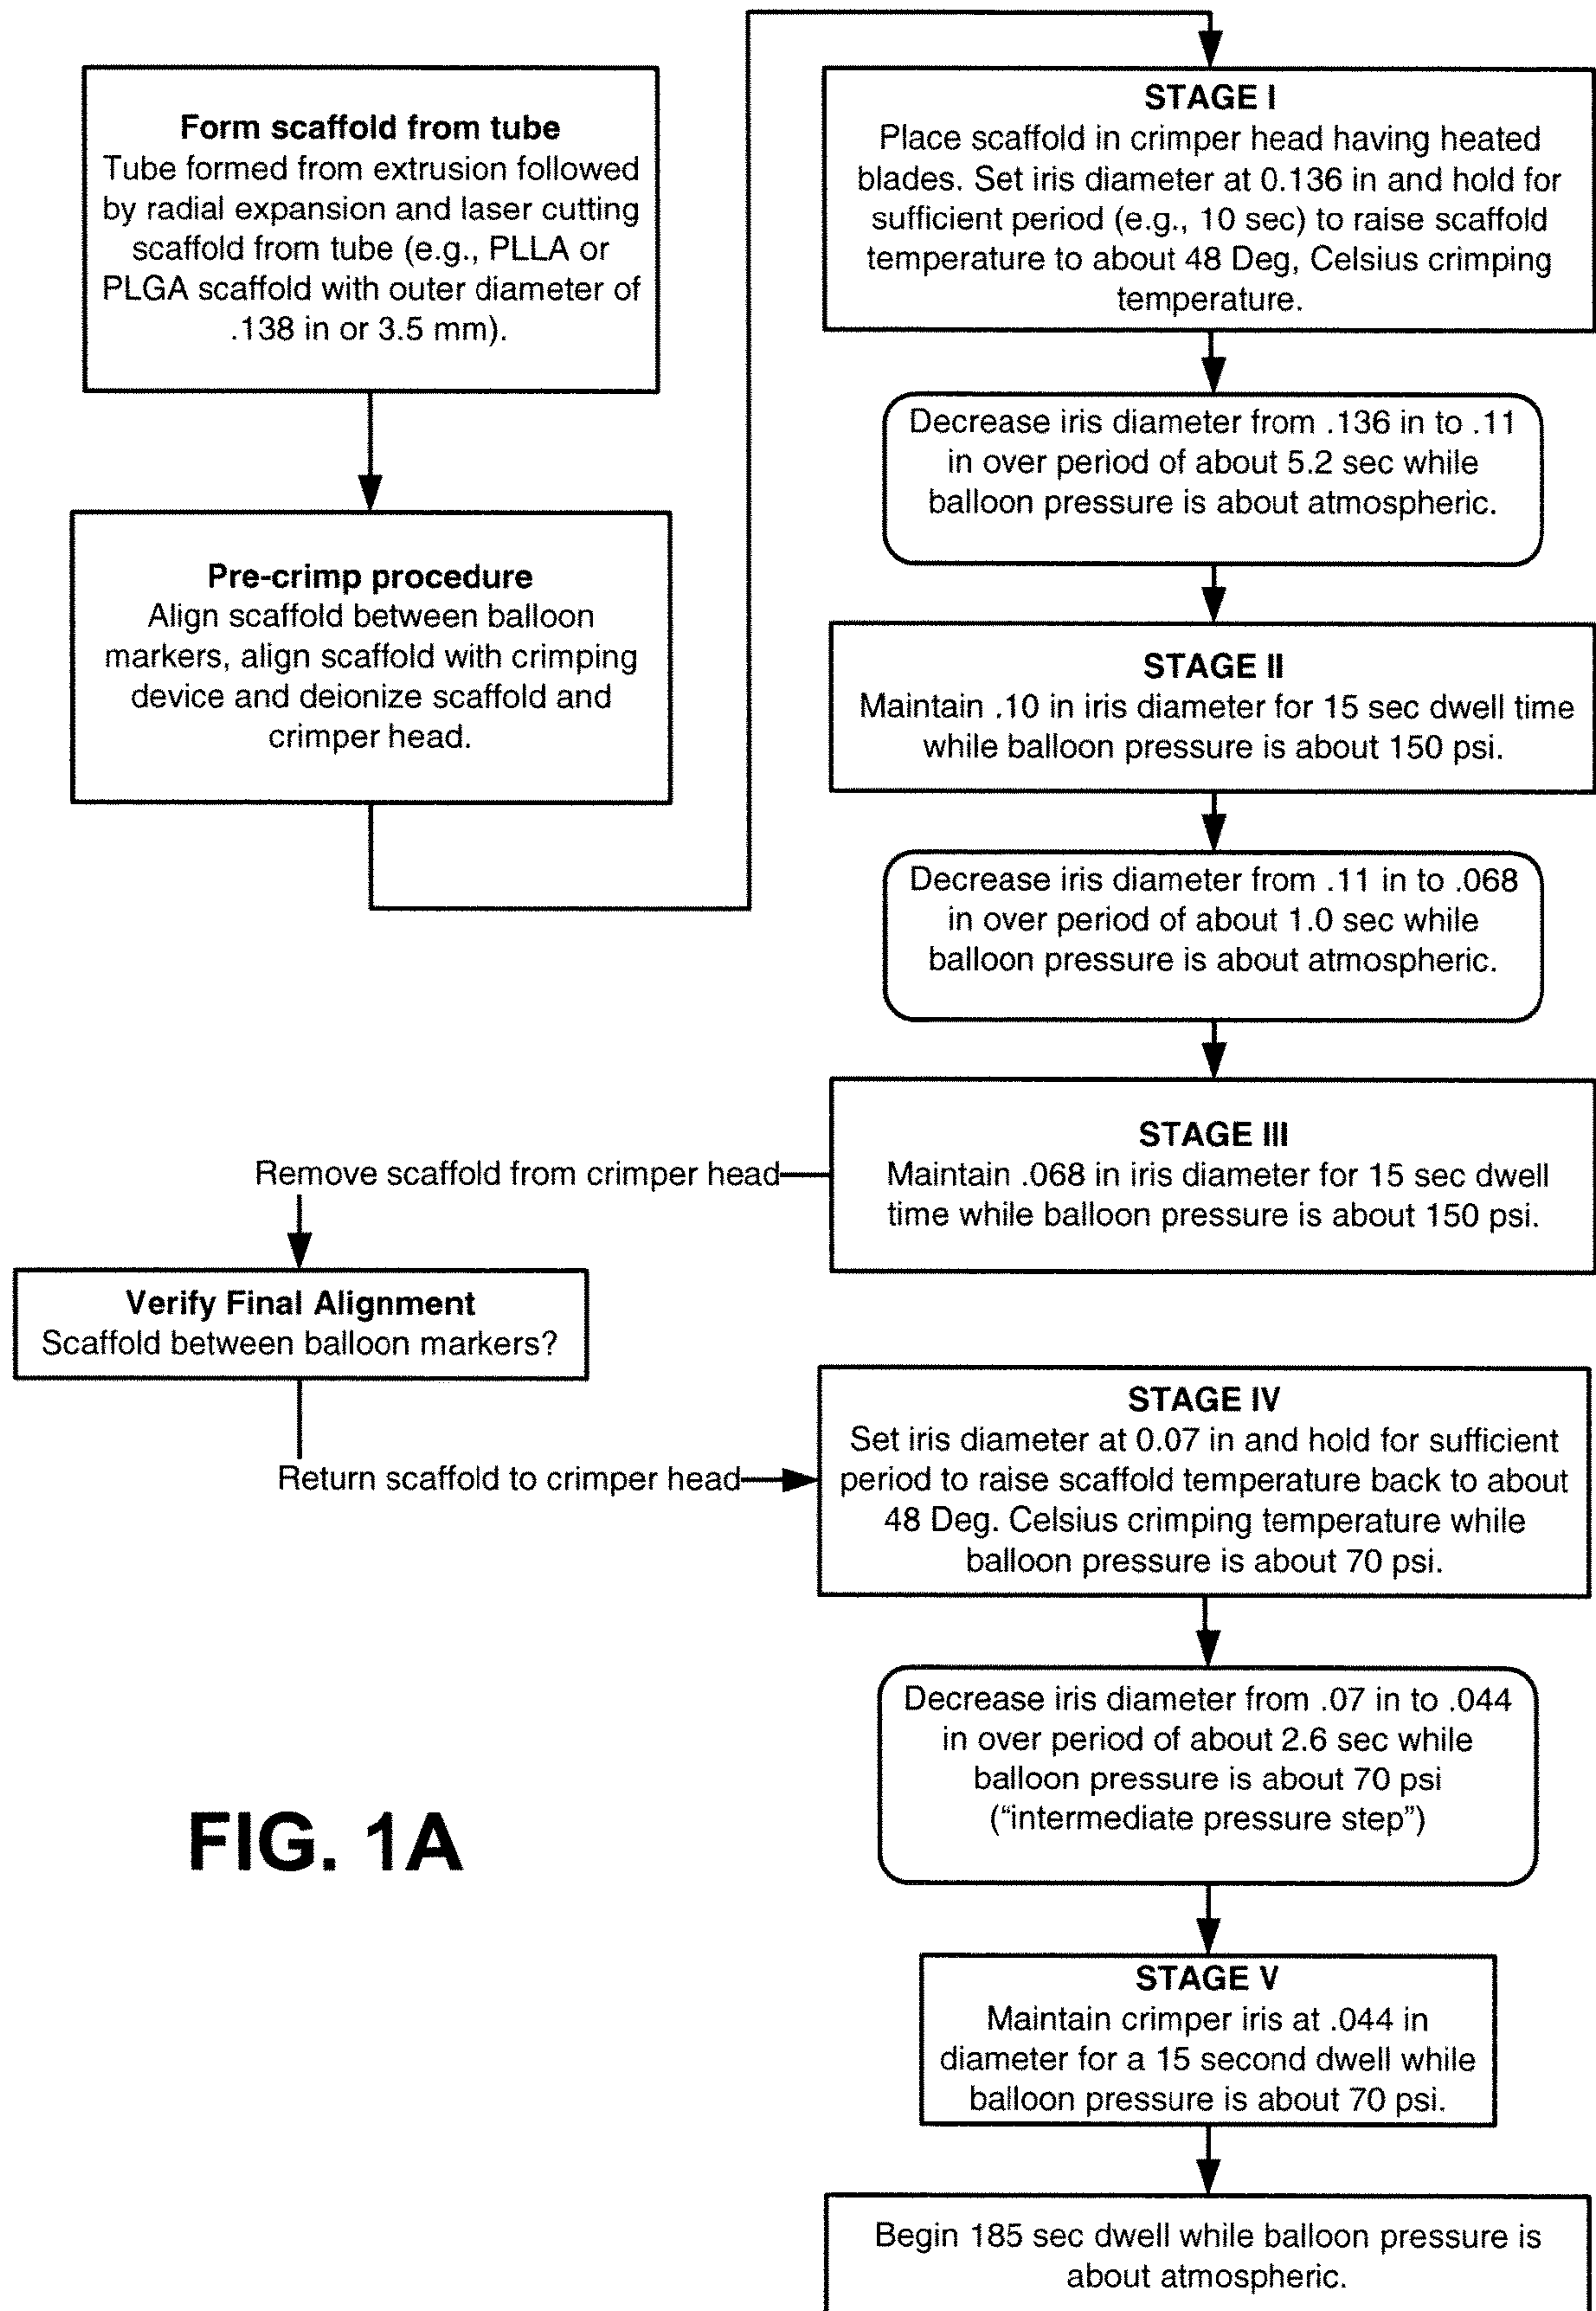 Form scaffold from tube
Tube formed from extrusion followed
by radial expansion and laser cutting
scaffold from tube (e.g., PLLA or
PLGA scaffold with outer diameter of
.138 in or 3.5 mm).
Pre-crimp procedure
Align scaffold between balloon
markers, align scaffold with crimping
device and deionize scaffold and
crimper head.
STAGE I
Place scaffold in crimper head having heated
blades. Set iris diameter at 0.136 in and hold for
sufficient period (e.g., 10 sec) to raise scaffold
temperature to about 48 Deg, Celsius crimping
temperature.
Decrease iris diameter from .136 in to .11
in over period of about 5.2 sec while
balloon pressure is about atmospheric.
STAGE II
Maintain .10 in iris diameter for 15 sec dwell time
while balloon pressure is about 150 psi.
Decrease iris diameter from .11 in to .068
in over period of about 1.0 sec while
balloon pressure is about atmospheric.
STAGE III
Maintain .068 in iris diameter for 15 sec dwell
time while balloon pressure is about 150 psi.
Remove scaffold from crimper head
Verify Final Alignment
Scaffold between balloon markers?
Return scaffold to crimper head
STAGE IV
Set iris diameter at 0.07 in and hold for sufficient
period to raise scaffold temperature back to about
48 Deg. Celsius crimping temperature while
balloon pressure is about 70 psi.
Decrease iris diameter from .07 in to .044
in over period of about 2.6 sec while
balloon pressure is about 70 psi
(“intermediate pressure step”)
STAGE V
Maintain crimper iris at .044 in
diameter for a 15 second dwell while
balloon pressure is about 70 psi.
Begin 185 sec dwell while balloon pressure is
about atmospheric.
FIG. 1A